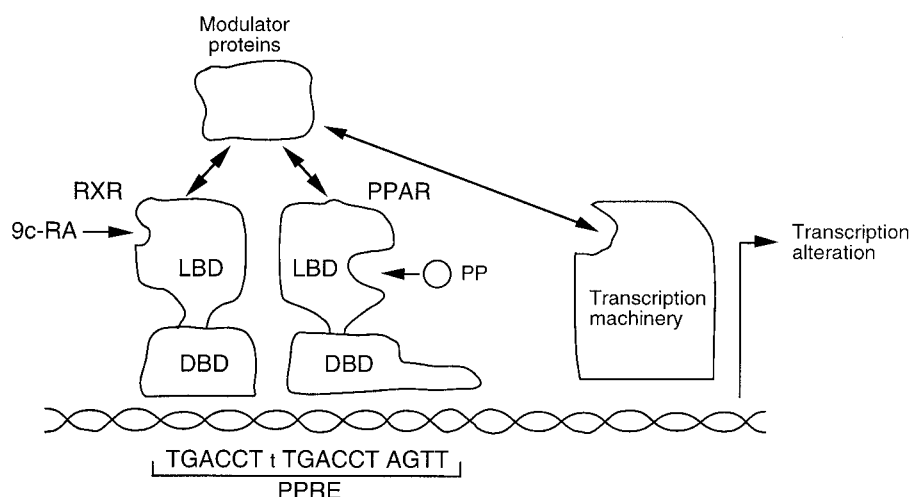 Modulator
proteins
RXR
PPAR
9c-RA
LBD
LBD
PP
DBD
DBD
Transcription
machinery
Transcription
alteration
TGACCT t TGACCT AGTT
PPRE